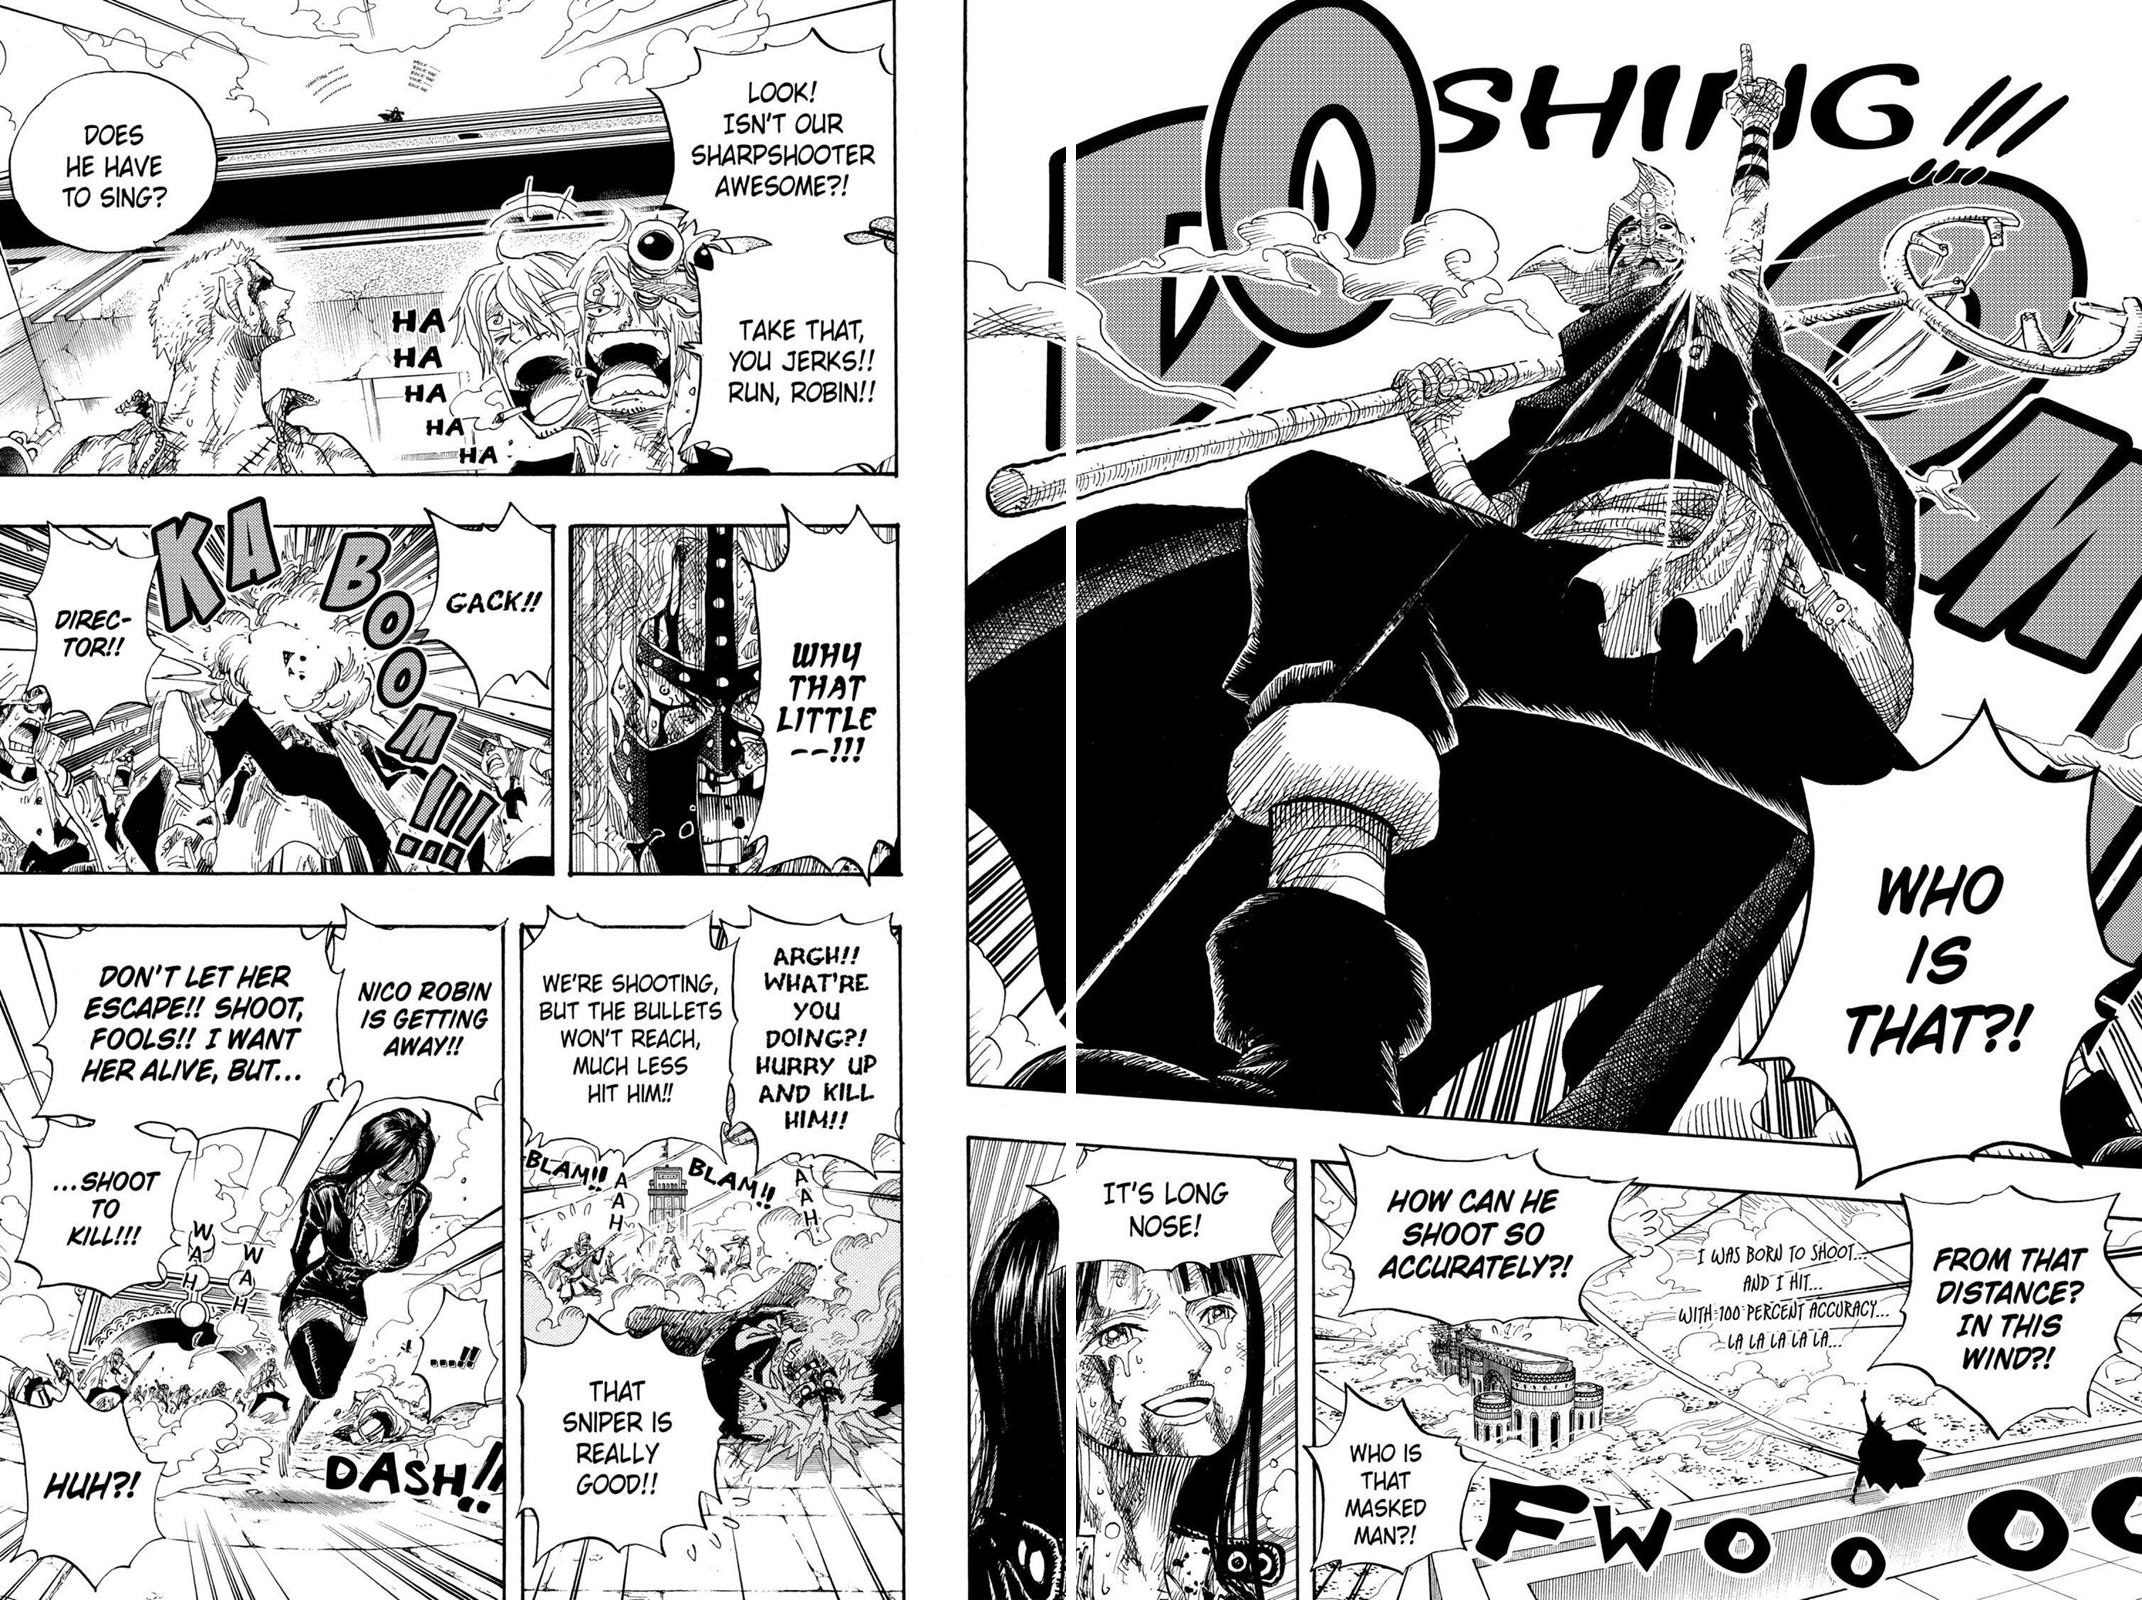 DOOM!!!
SHING!!!
WHO
IS
THAT?!
FROM THAT
DISTANCE?
IN THIS
WIND?!
I WAS BORN TO SHOOT...
AND I HIT...
WITH 100 PERCENT ACCURACY...
LA LA LA LA LA...
HOW CAN HE
SHOOT SO
ACCURATELY?!
WHO IS
THAT
MASKED
MAN?!
FWOOOO
IT'S LONG
NOSE!
LOOK!
ISN'T OUR
SHARPSHOOTER
AWESOME?!
TAKE THAT,
YOU JERKS!!
RUN, ROBIN!!
HA
HA
HA
HA
HA
DOES
HE HAVE
TO SING?
WHY
THAT
LITTLE
--!!!
GACK!!
KABOOOM!!!
DIREC-
TOR!!
ARGH!!
WHAT'RE
YOU
DOING?!
HURRY UP
AND KILL
HIM!!
WE'RE SHOOTING,
BUT THE BULLETS
WON'T REACH,
MUCH LESS
HIT HIM!!
BLAM!!
AAAH
BLAM!!
AAAH
THAT
SNIPER IS
REALLY
GOOD!!
NICO ROBIN
IS GETTING
AWAY!!
DON'T LET HER
ESCAPE!! SHOOT,
FOOLS!! I WANT
HER ALIVE, BUT...
...SHOOT
TO
KILL!!!
WAH
WAH
...!!
DASH!!
HUH?!